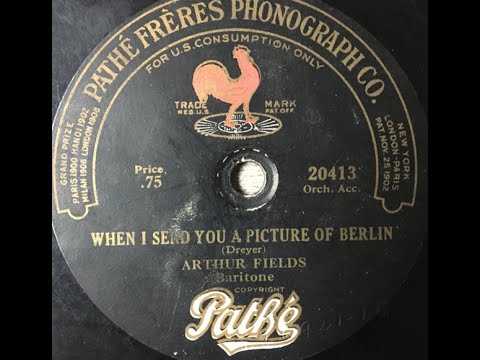 PATHÉ FRÈRES PHONOGRAPH CO.
FOR U.S. CONSUMPTION ONLY
TRADE MARK
REG. U.S. PAT. OFF.
GRAND PRIZE
PARIS 1900 HANOI 1902
MILAN 1906 LONDON 1908
NEW YORK
LONDON-PARIS
PAT. NOV. 25, 1902
Price,
.75
20413
Orch. Acc.
WHEN I SEND YOU A PICTURE OF BERLIN
(Dreyer)
ARTHUR FIELDS
Baritone
COPYRIGHT
Pathé